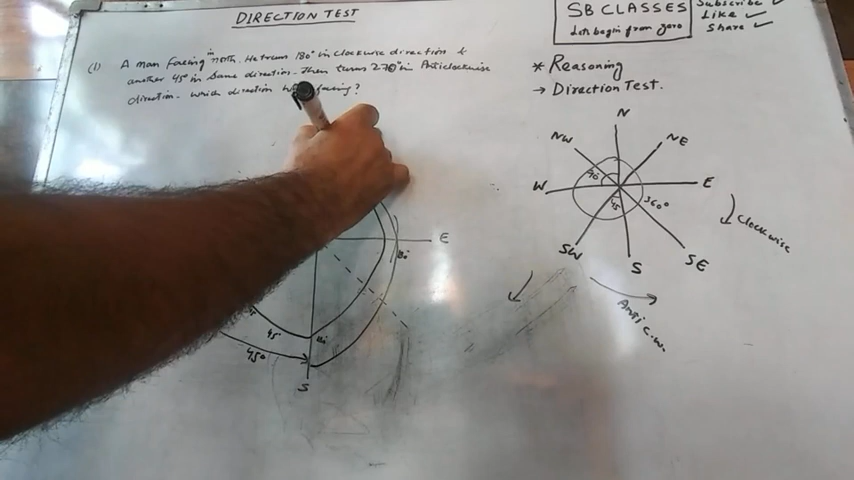 DIRECTION TEST
(1) A man facing in north. He turns 180° in clockwise direction &
another 45° in same direction. Then turns 270° in Anticlockwise
direction. which direction facing?
SB CLASSES
Lets begin from zero
Subscribe ✓
Like ✓
Share ✓
* Reasoning
→ Direction Test.
N
NW
NE
W
E
90°
45
360°
SW
S
SE
Clockwise
Anti c.w.
E
45°
45°
S